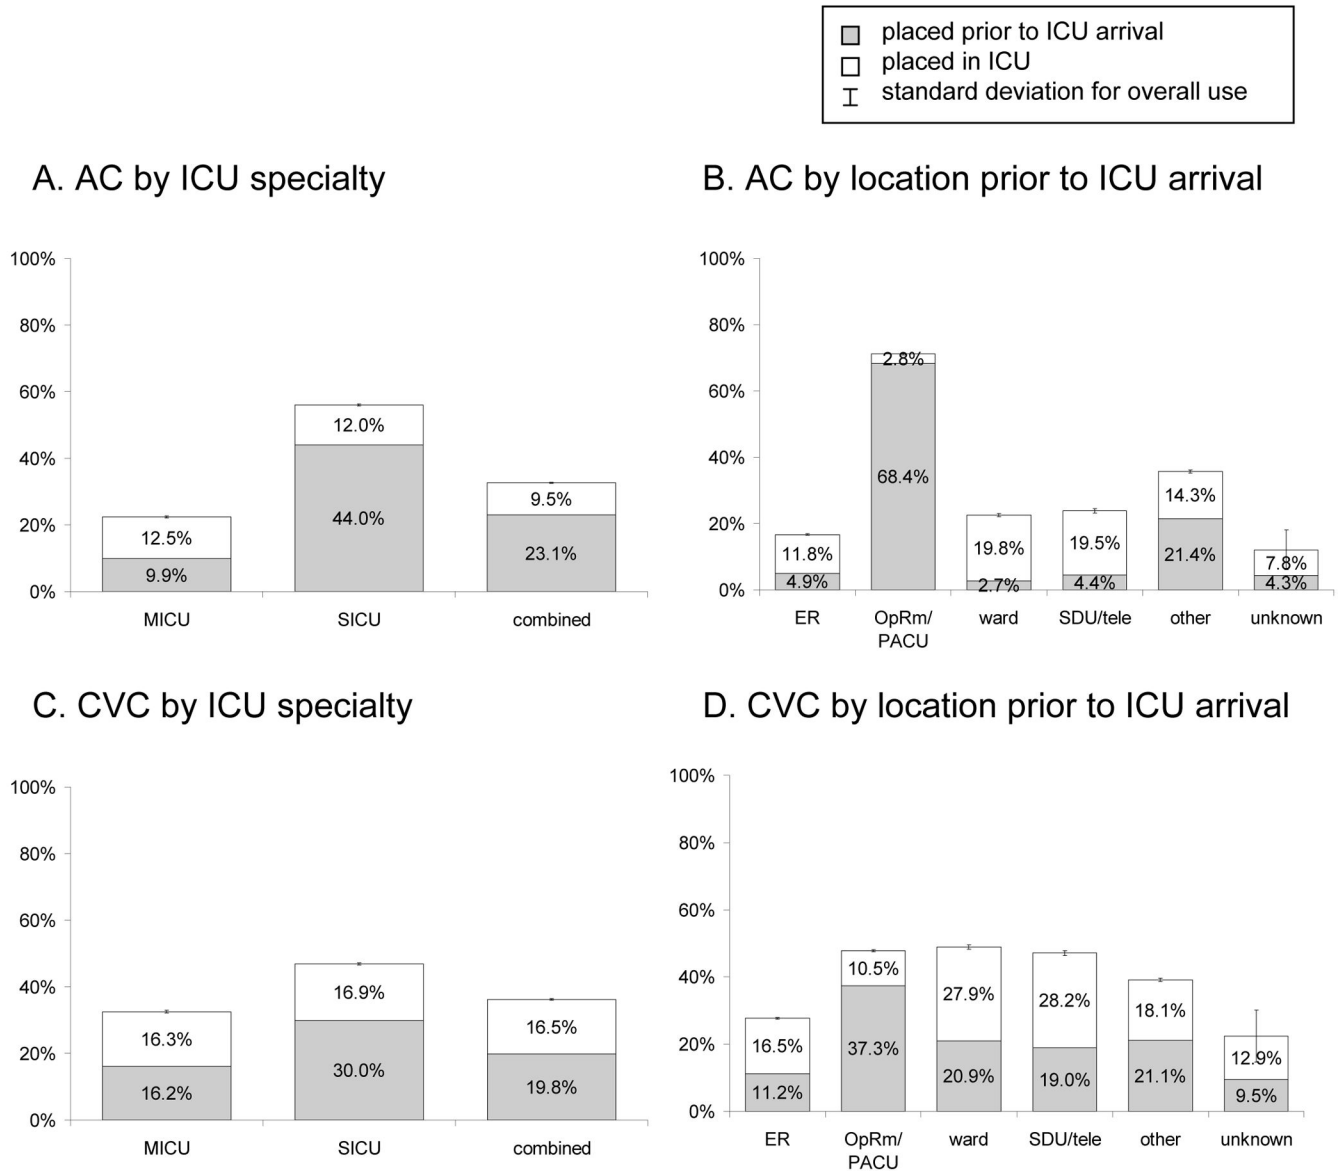 placed prior to ICU arrival
placed in ICU
standard deviation for overall use
A. AC by ICU specialty
100%
80%
60%
40%
20%
0%
12.5%
9.9%
12.0%
44.0%
9.5%
23.1%
MICU
SICU
combined
B. AC by location prior to ICU arrival
100%
80%
60%
40%
20%
0%
11.8%
4.9%
2.8%
68.4%
19.8%
2.7%
19.5%
4.4%
14.3%
21.4%
7.8%
4.3%
ER
OpRm/
PACU
ward
SDU/tele
other
unknown
C. CVC by ICU specialty
100%
80%
60%
40%
20%
0%
16.3%
16.2%
16.9%
30.0%
16.5%
19.8%
MICU
SICU
combined
D. CVC by location prior to ICU arrival
100%
80%
60%
40%
20%
0%
16.5%
11.2%
10.5%
37.3%
27.9%
20.9%
28.2%
19.0%
18.1%
21.1%
12.9%
9.5%
ER
OpRm/
PACU
ward
SDU/tele
other
unknown